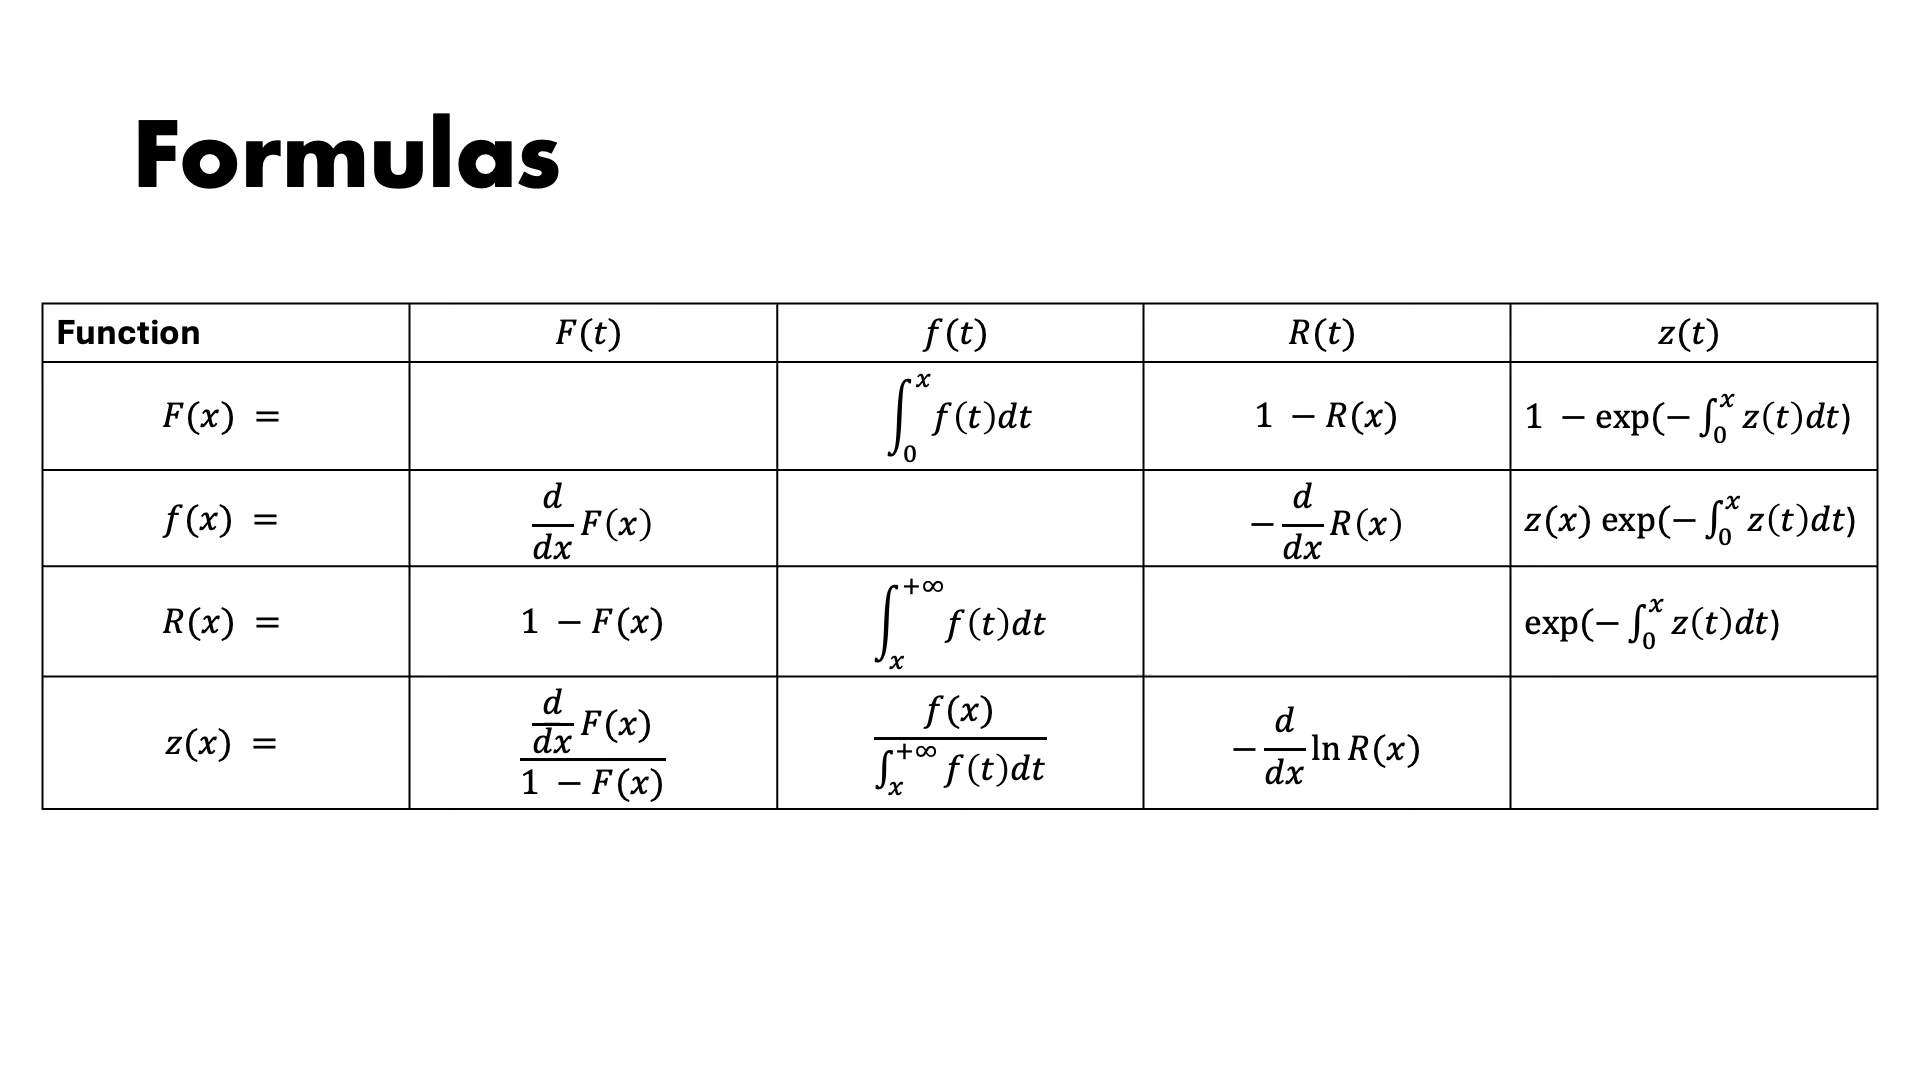 Formulas
Function F(t) f(t) R(t) z(t)
F(x) = ∫₀ˣ f(t)dt 1 − R(x) 1 − exp(− ∫₀ˣ z(t)dt)
f(x) = d/dx F(x) −d/dx R(x) z(x) exp(− ∫₀ˣ z(t)dt)
R(x) = 1 − F(x) ∫ₓ⁺∞ f(t)dt exp(− ∫₀ˣ z(t)dt)
z(x) = (d/dx F(x))/(1 − F(x)) f(x)/(∫ₓ⁺∞ f(t)dt) −d/dx ln R(x)